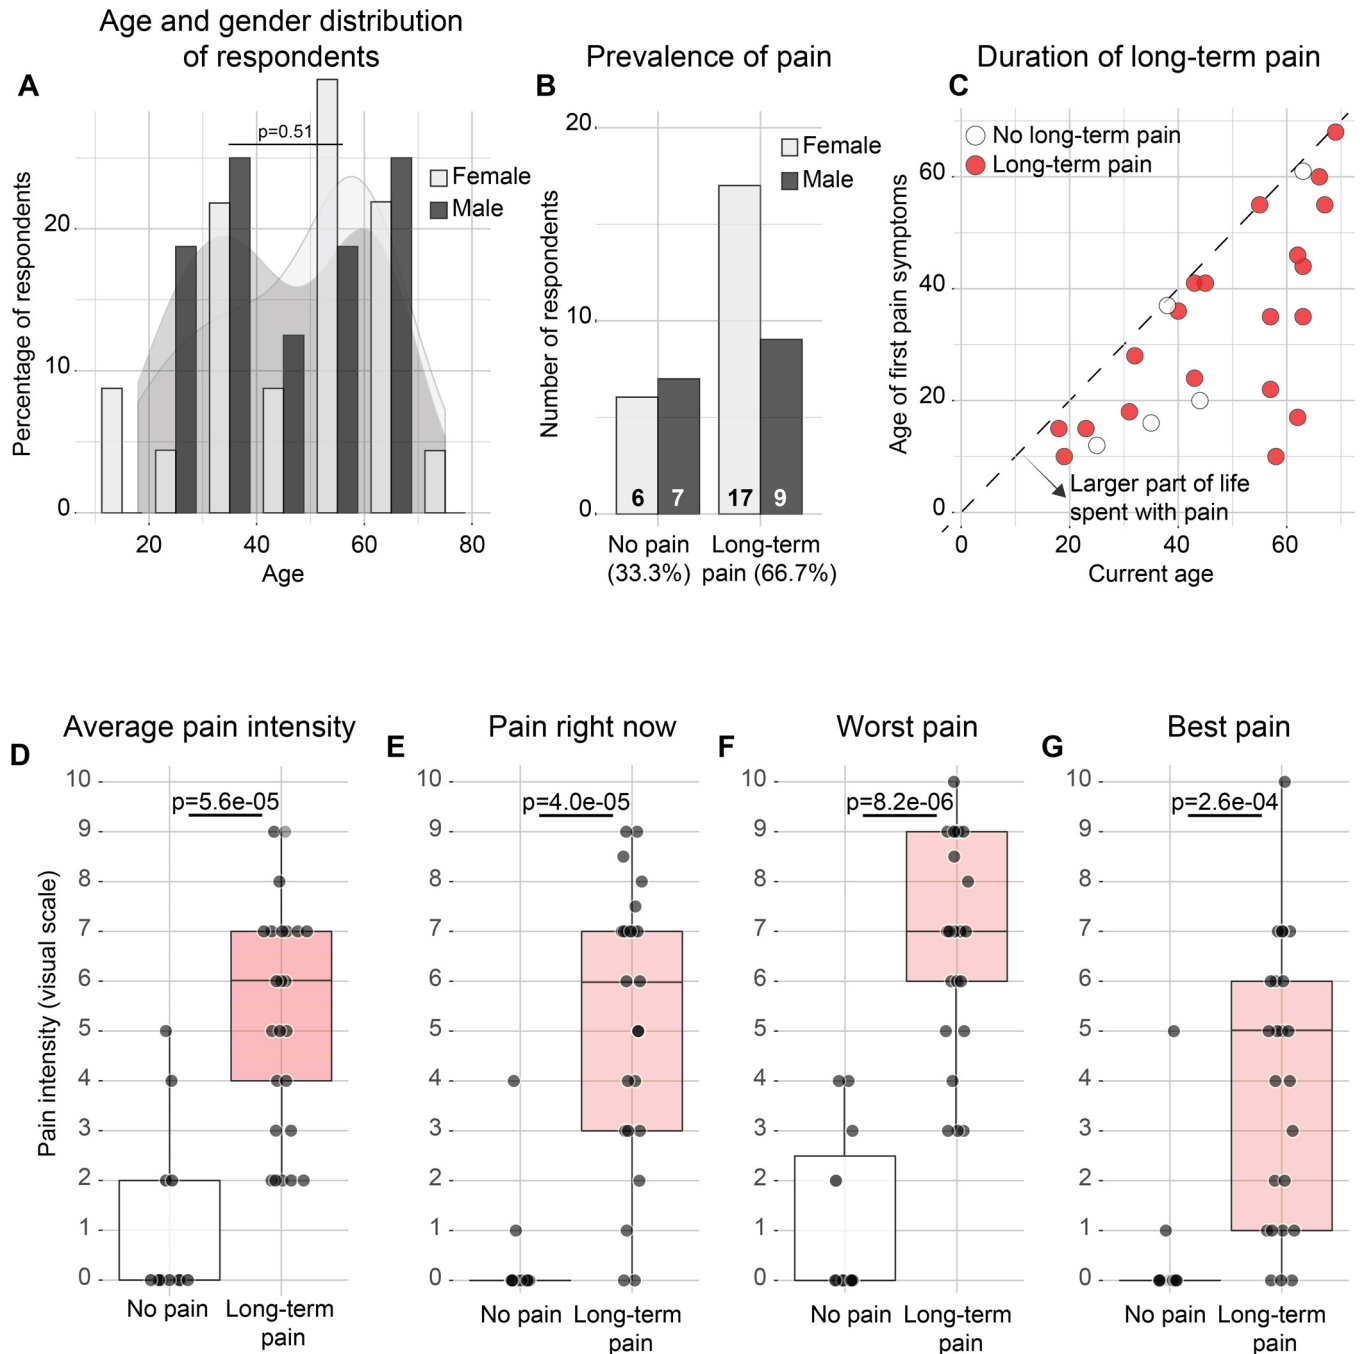 Age and gender distribution
of respondents
A
p=0.51
Female
Male
Percentage of respondents
20
10
0
20 40 60 80
Age
Prevalence of pain
B
Female
Male
Number of respondents
20
10
0
6 7 17 9
No pain Long-term
(33.3%) pain (66.7%)
Duration of long-term pain
C
No long-term pain
Long-term pain
Age of first pain symptoms
60
40
20
0
Larger part of life
spent with pain
0 20 40 60
Current age
Average pain intensity
D
Pain intensity (visual scale)
10
p=5.6e-05
9
8
7
6
5
4
3
2
1
0
No pain Long-term
pain
Pain right now
E
10
p=4.0e-05
9
8
7
6
5
4
3
2
1
0
No pain Long-term
pain
Worst pain
F
10
p=8.2e-06
9
8
7
6
5
4
3
2
1
0
No pain Long-term
pain
Best pain
G
10
p=2.6e-04
9
8
7
6
5
4
3
2
1
0
No pain Long-term
pain